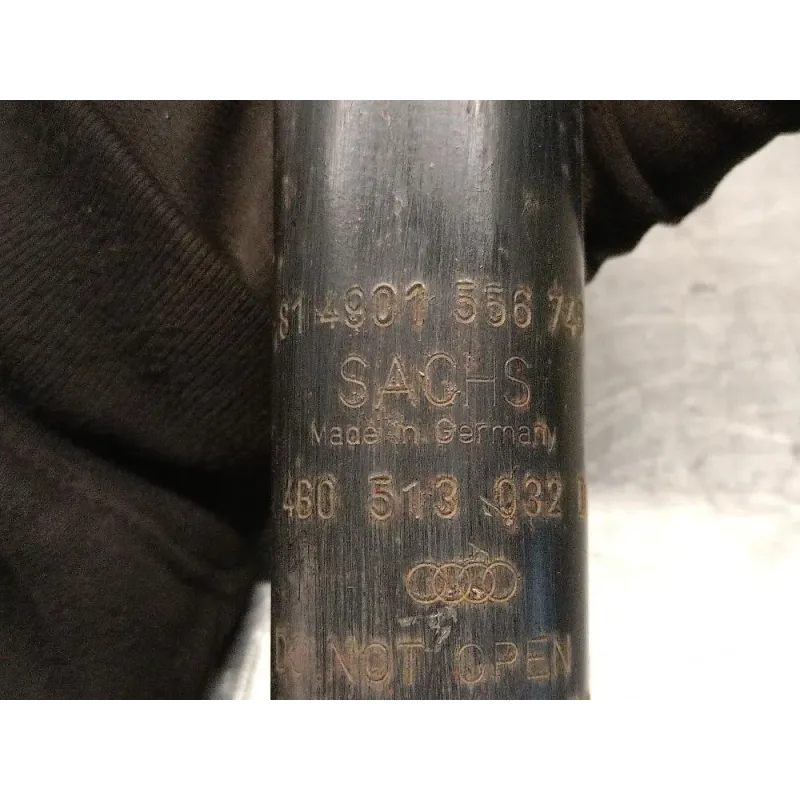 814901 556 74
SACHS
Made in Germany
4B0 513 032
DO NOT OPEN